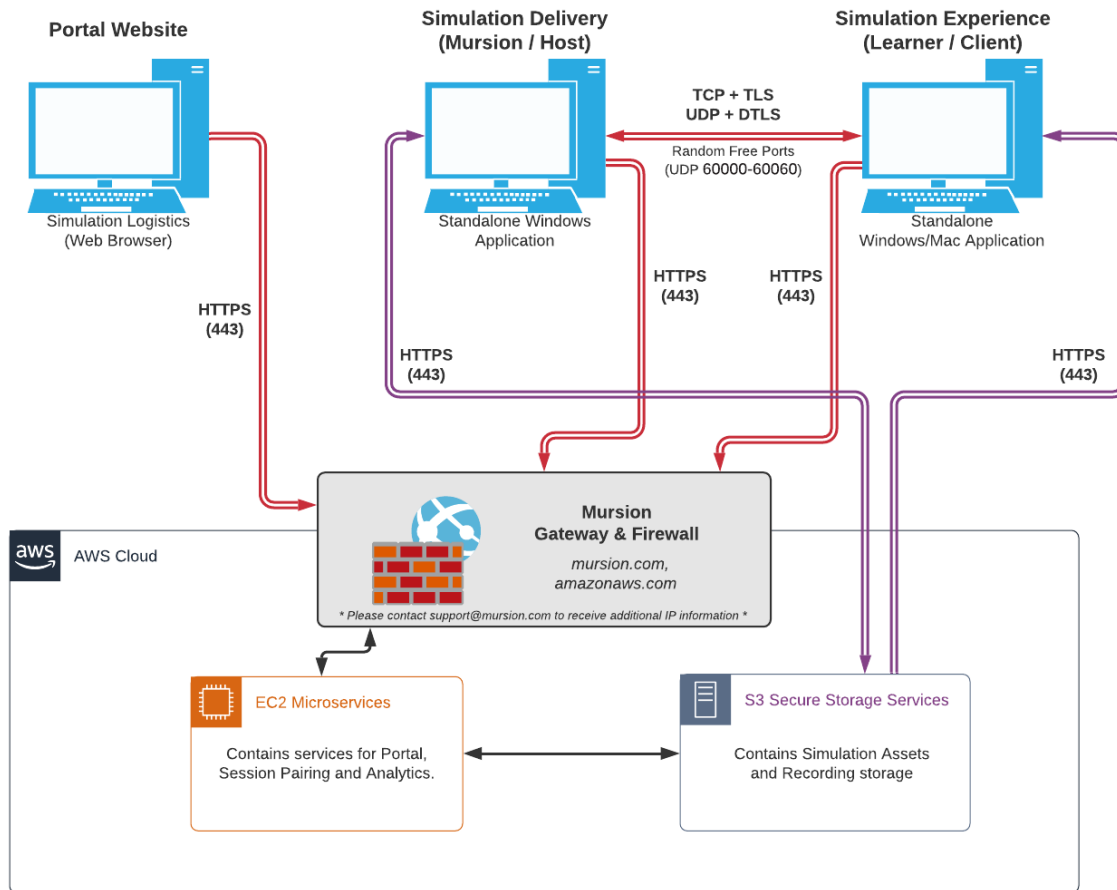 Portal Website
Simulation Delivery
(Mursion / Host)
Simulation Experience
(Learner / Client)
TCP + TLS
UDP + DTLS
Random Free Ports
(UDP 60000-60060)
Simulation Logistics
(Web Browser)
Standalone Windows
Application
Standalone
Windows/Mac Application
HTTPS
(443)
HTTPS
(443)
HTTPS
(443)
HTTPS
(443)
HTTPS
(443)
Mursion
Gateway & Firewall
mursion.com,
amazonaws.com
* Please contact support@mursion.com to receive additional IP information *
aws
AWS Cloud
EC2 Microservices
Contains services for Portal,
Session Pairing and Analytics.
S3 Secure Storage Services
Contains Simulation Assets
and Recording storage